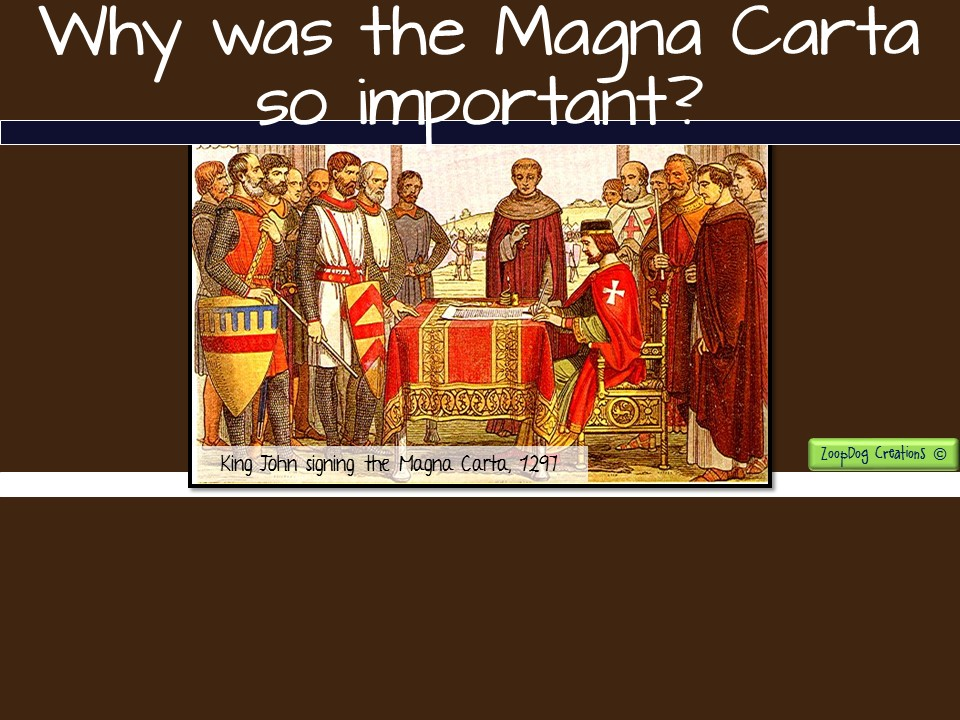 Why was the Magna Carta
so important?
King John signing the Magna Carta, 1297
ZoopDog Creations ©